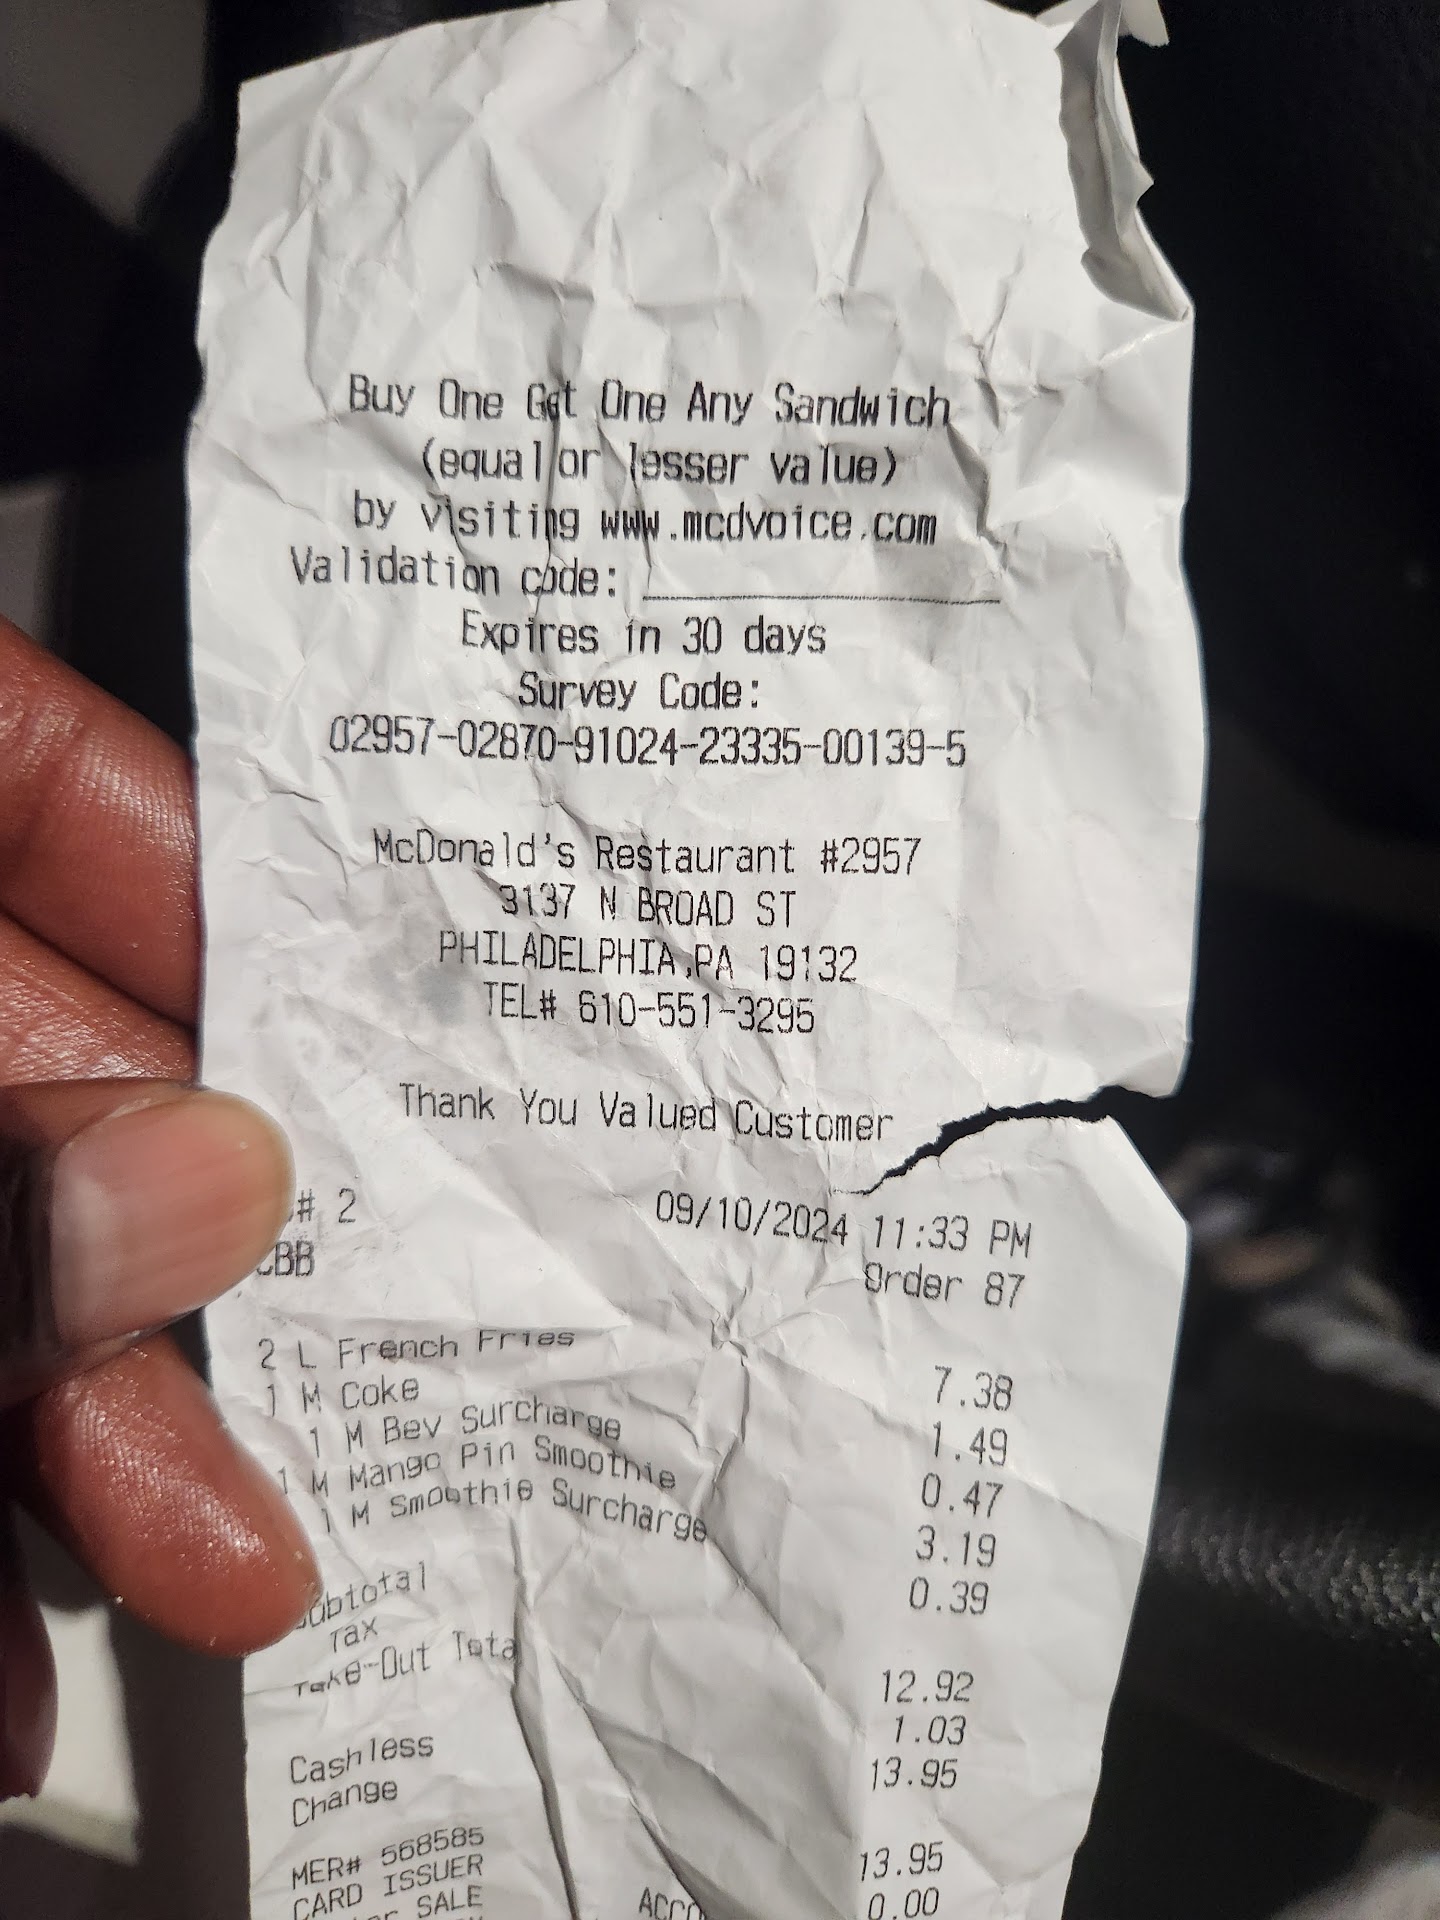 Buy One Get One Any Sandwich
(equal or lesser value)
by visiting www.mcdvoice.com
Validation code: ____________
Expires in 30 days
Survey Code:
02957-02870-91024-23335-00139-5
McDonald's Restaurant #2957
3137 N BROAD ST
PHILADELPHIA,PA 19132
TEL# 610-551-3295
Thank You Valued Customer
# 2 09/10/2024 11:33 PM
Order 87
2 L French Fries 7.38
1 M Coke 1.49
1 M Bev Surcharge 0.47
1 M Mango Pin Smoothie 3.19
1 M Smoothie Surcharge 0.39
Subtotal 12.92
Tax 1.03
Take-Out Tota 13.95
Cashless 13.95
Change 0.00
MER# 568585
CARD ISSUER
SALE